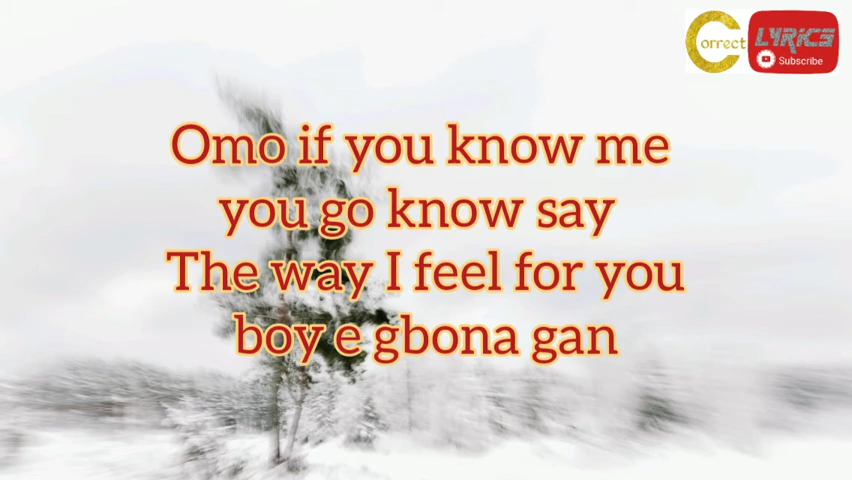 Correct LYRICS
Subscribe
Omo if you know me
you go know say
The way I feel for you
boy e gbona gan